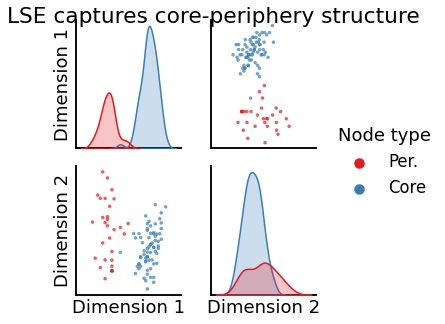 LSE captures core-periphery structure
Dimension 1
Node type
Per.
Core
Dimension 2
Dimension 1
Dimension 2